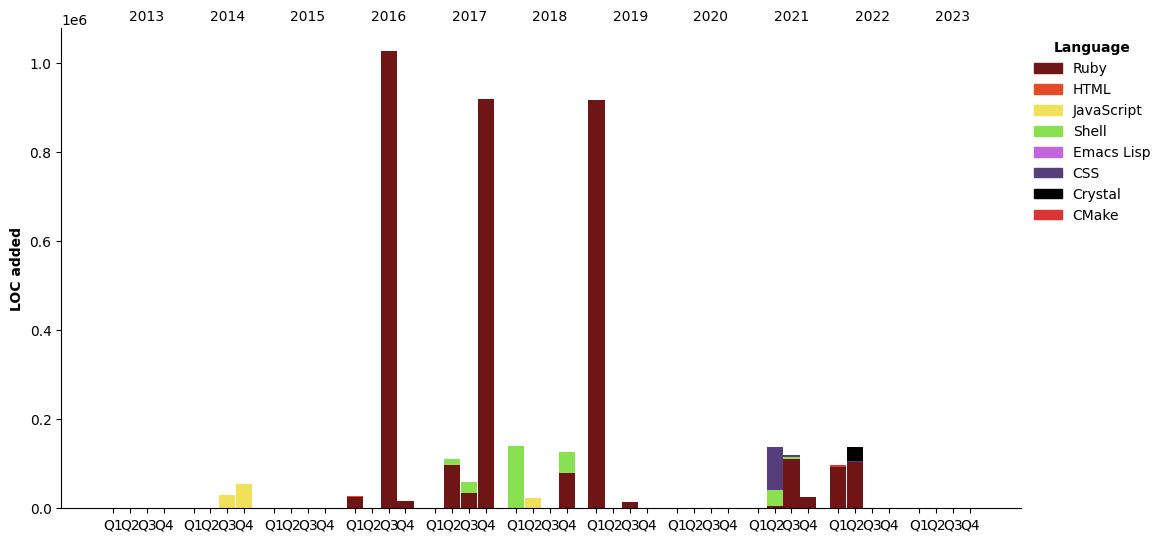 2013 2014 2015 2016 2017 2018 2019 2020 2021 2022 2023
1e6
Language
Ruby
HTML
JavaScript
Shell
Emacs Lisp
CSS
Crystal
CMake
1.0
0.8
0.6
0.4
0.2
0.0
LOC added
Q1Q2Q3Q4 Q1Q2Q3Q4 Q1Q2Q3Q4 Q1Q2Q3Q4 Q1Q2Q3Q4 Q1Q2Q3Q4 Q1Q2Q3Q4 Q1Q2Q3Q4 Q1Q2Q3Q4 Q1Q2Q3Q4 Q1Q2Q3Q4